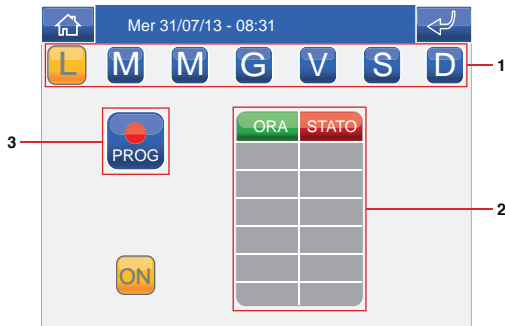 Mer 31/07/13 - 08:31
L M M G V S D
1
ORA STATO
3
PROG
2
ON